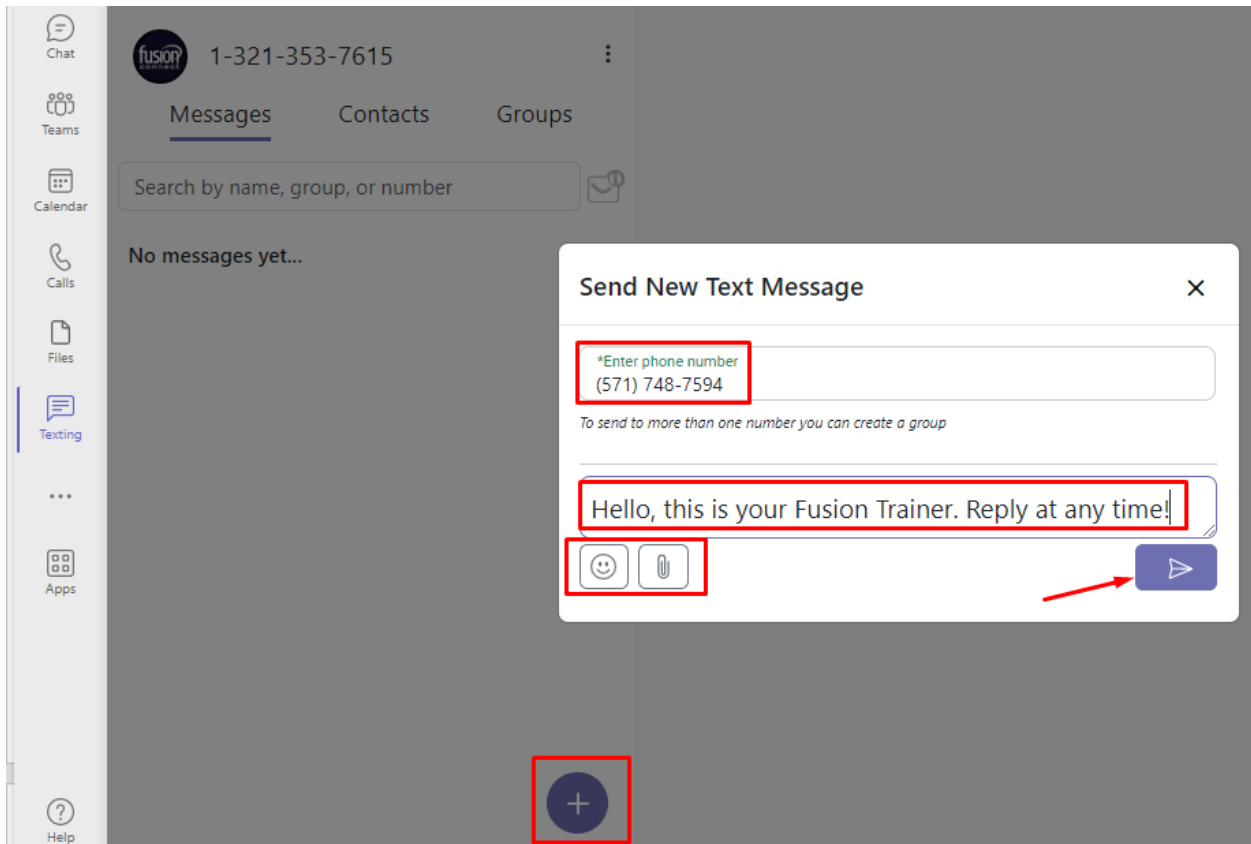 Chat
Teams
Calendar
Calls
Files
Texting
Apps
Help
fusion
connect
1-321-353-7615
Messages Contacts Groups
Search by name, group, or number
No messages yet...
Send New Text Message
*Enter phone number
(571) 748-7594
To send to more than one number you can create a group
Hello, this is your Fusion Trainer. Reply at any time!